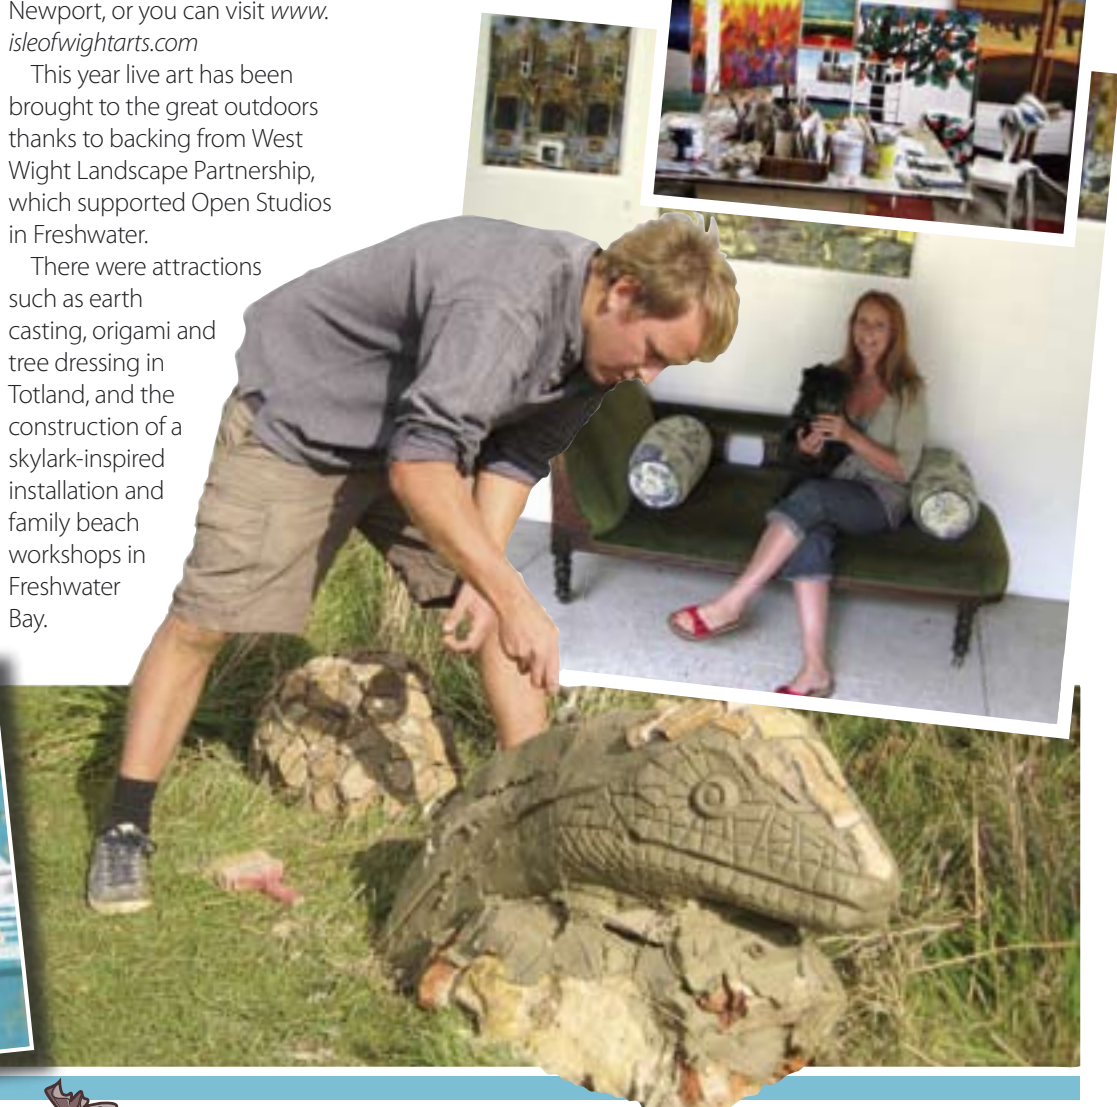 Newport, or you can visit www.
isleofwightarts.com
This year live art has been
brought to the great outdoors
thanks to backing from West
Wight Landscape Partnership,
which supported Open Studios
in Freshwater.
There were attractions
such as earth
casting, origami and
tree dressing in
Totland, and the
construction of a
skylark-inspired
installation and
family beach
workshops in
Freshwater
Bay.